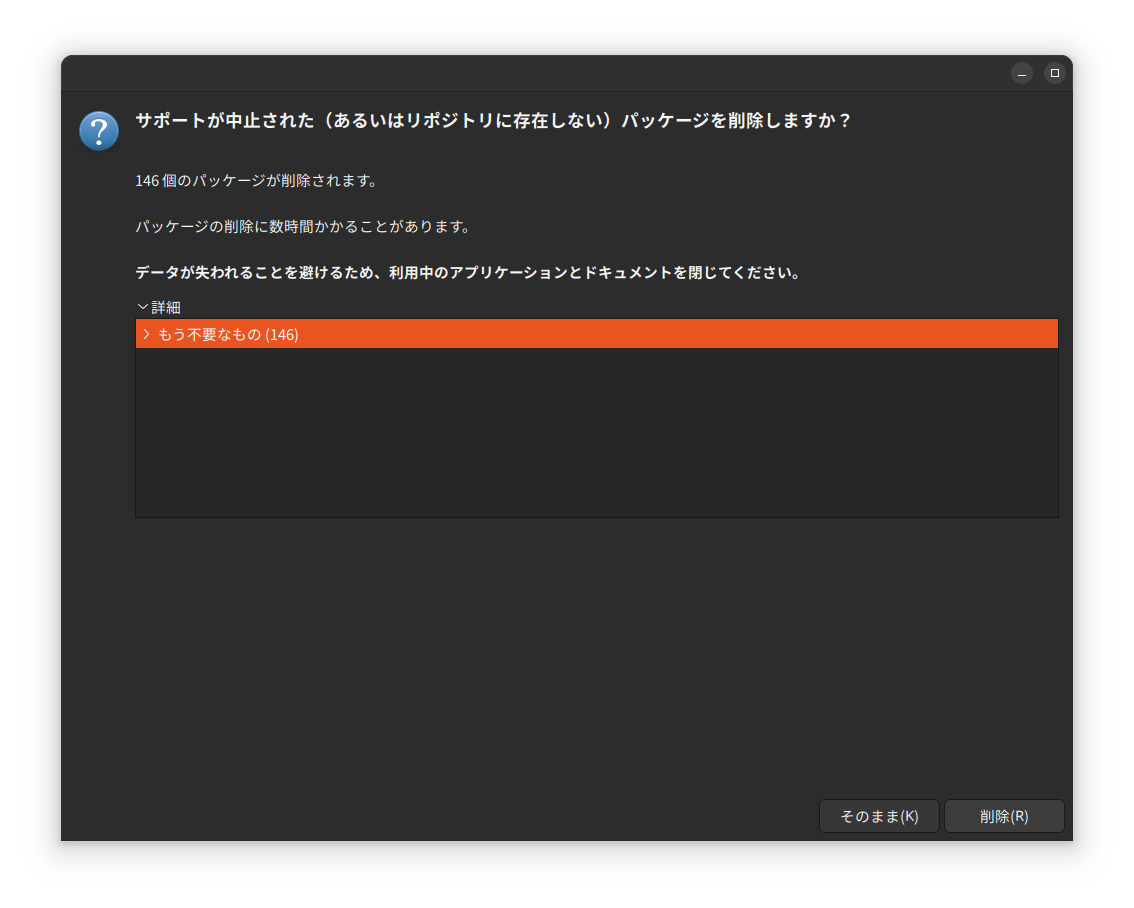 サポートが中止された（あるいはリポジトリに存在しない）パッケージを削除しますか？
146 個のパッケージが削除されます。
パッケージの削除に数時間かかることがあります。
データが失われることを避けるため、利用中のアプリケーションとドキュメントを閉じてください。
詳細
もう不要なもの (146)
そのまま(K)
削除(R)